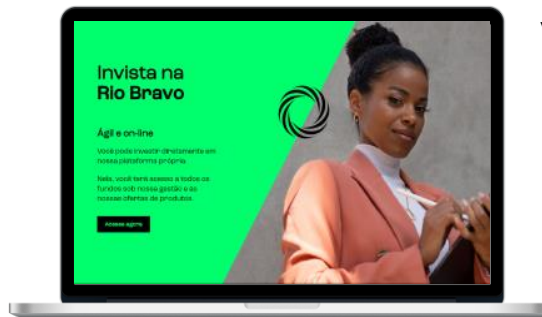 Invista na
Rio Bravo
Ágil e on-line
Você pode investir diretamente em
nossa plataforma própria.
Nela, você terá acesso a todos os
fundos sob nossa gestão e as
nossas ofertas de produtos.
Acesse agora